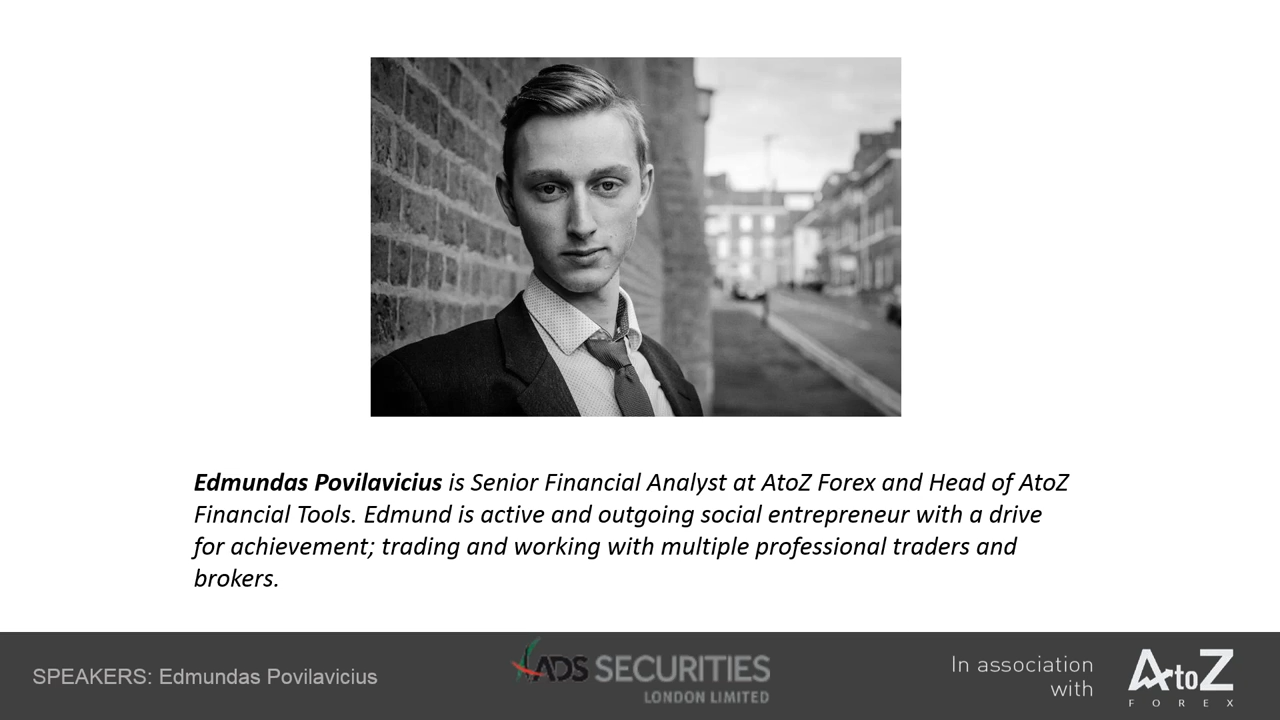 Edmundas Povilavicius is Senior Financial Analyst at AtoZ Forex and Head of AtoZ
Financial Tools. Edmund is active and outgoing social entrepreneur with a drive
for achievement; trading and working with multiple professional traders and
brokers.
SPEAKERS: Edmundas Povilavicius
ADS SECURITIES
LONDON LIMITED
In association
with
AtoZ
FOREX